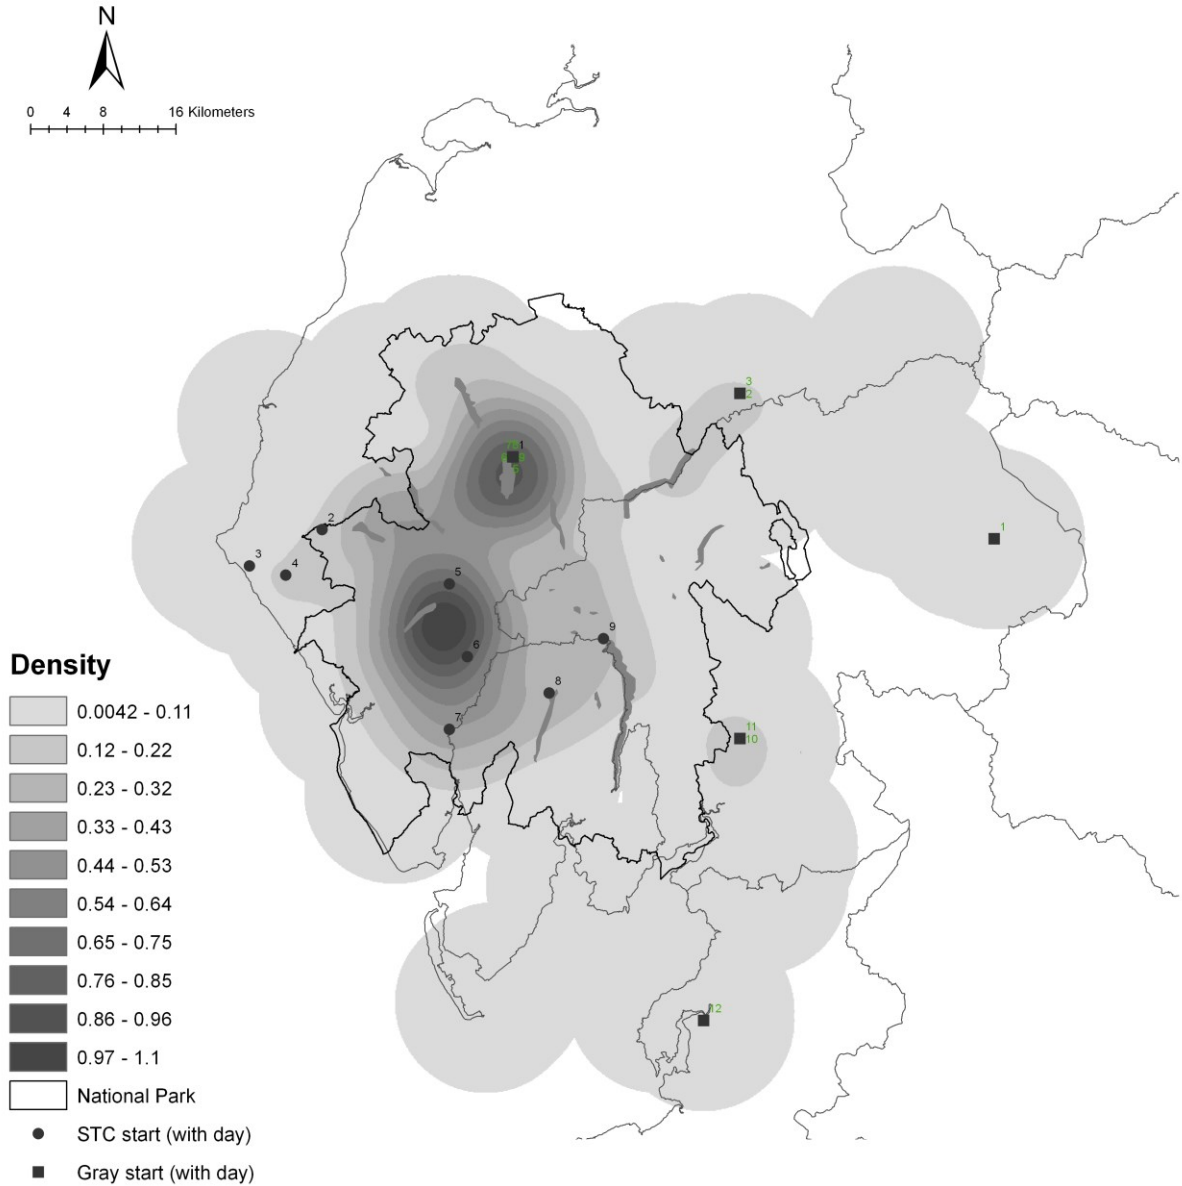 N
0 4 8 16 Kilometers
3
2
1
1
2
3
4
5
6
9
8
7
11
10
12
Density
0.0042 - 0.11
0.12 - 0.22
0.23 - 0.32
0.33 - 0.43
0.44 - 0.53
0.54 - 0.64
0.65 - 0.75
0.76 - 0.85
0.86 - 0.96
0.97 - 1.1
National Park
STC start (with day)
Gray start (with day)